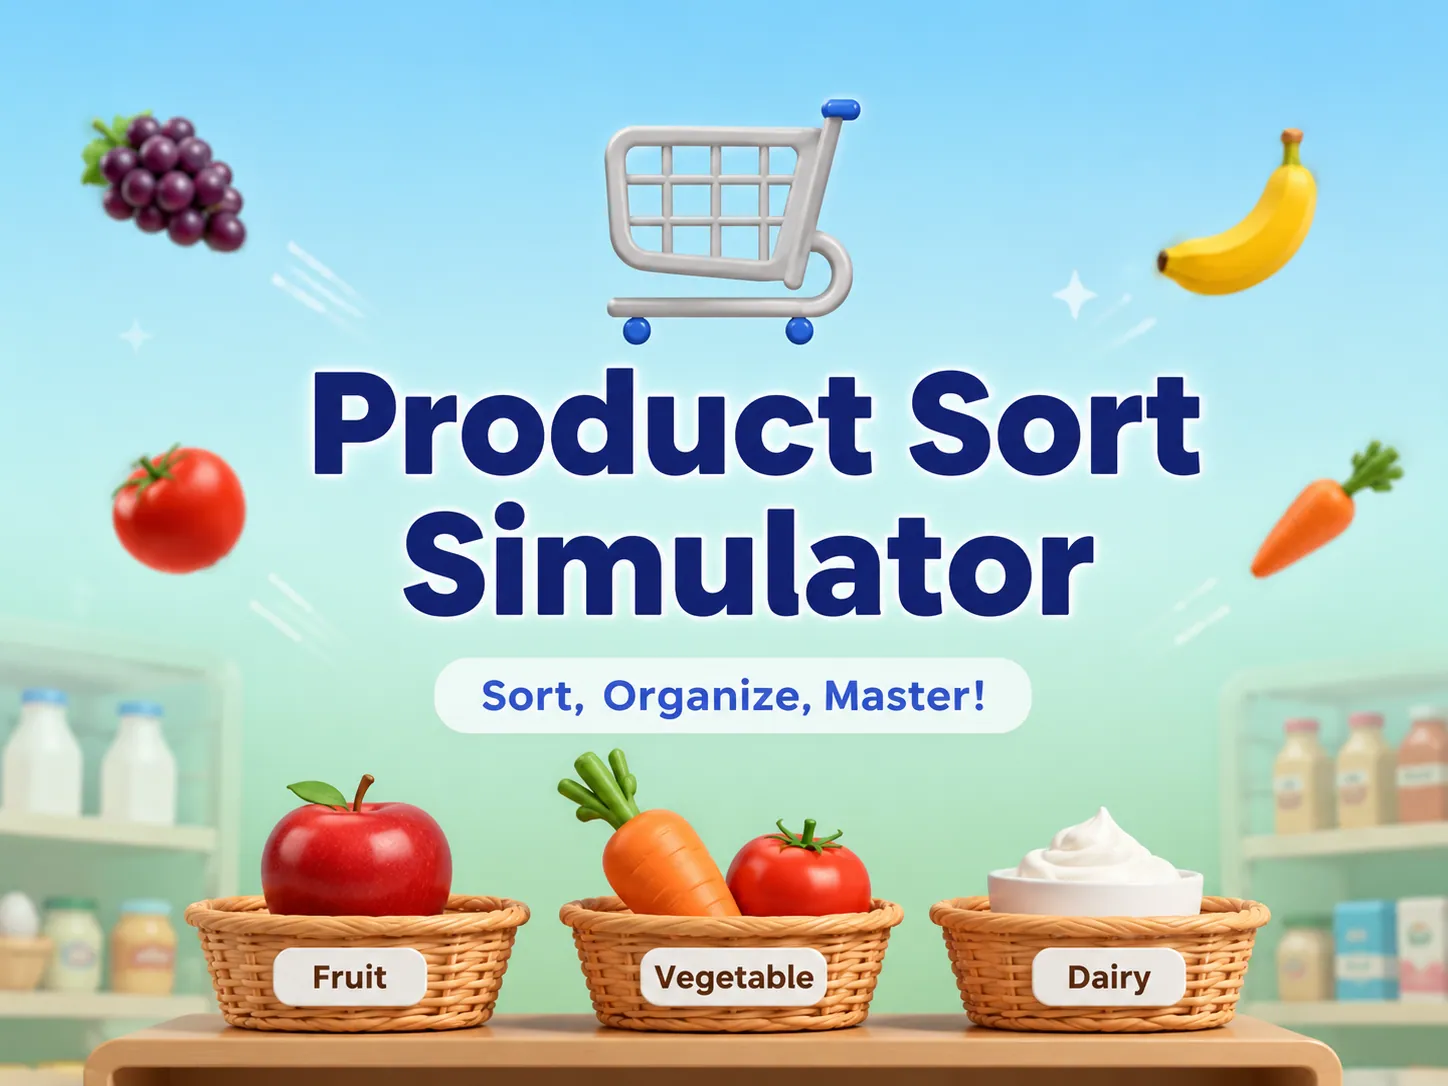 Product Sort
Simulator
Sort, Organize, Master!
Fruit
Vegetable
Dairy